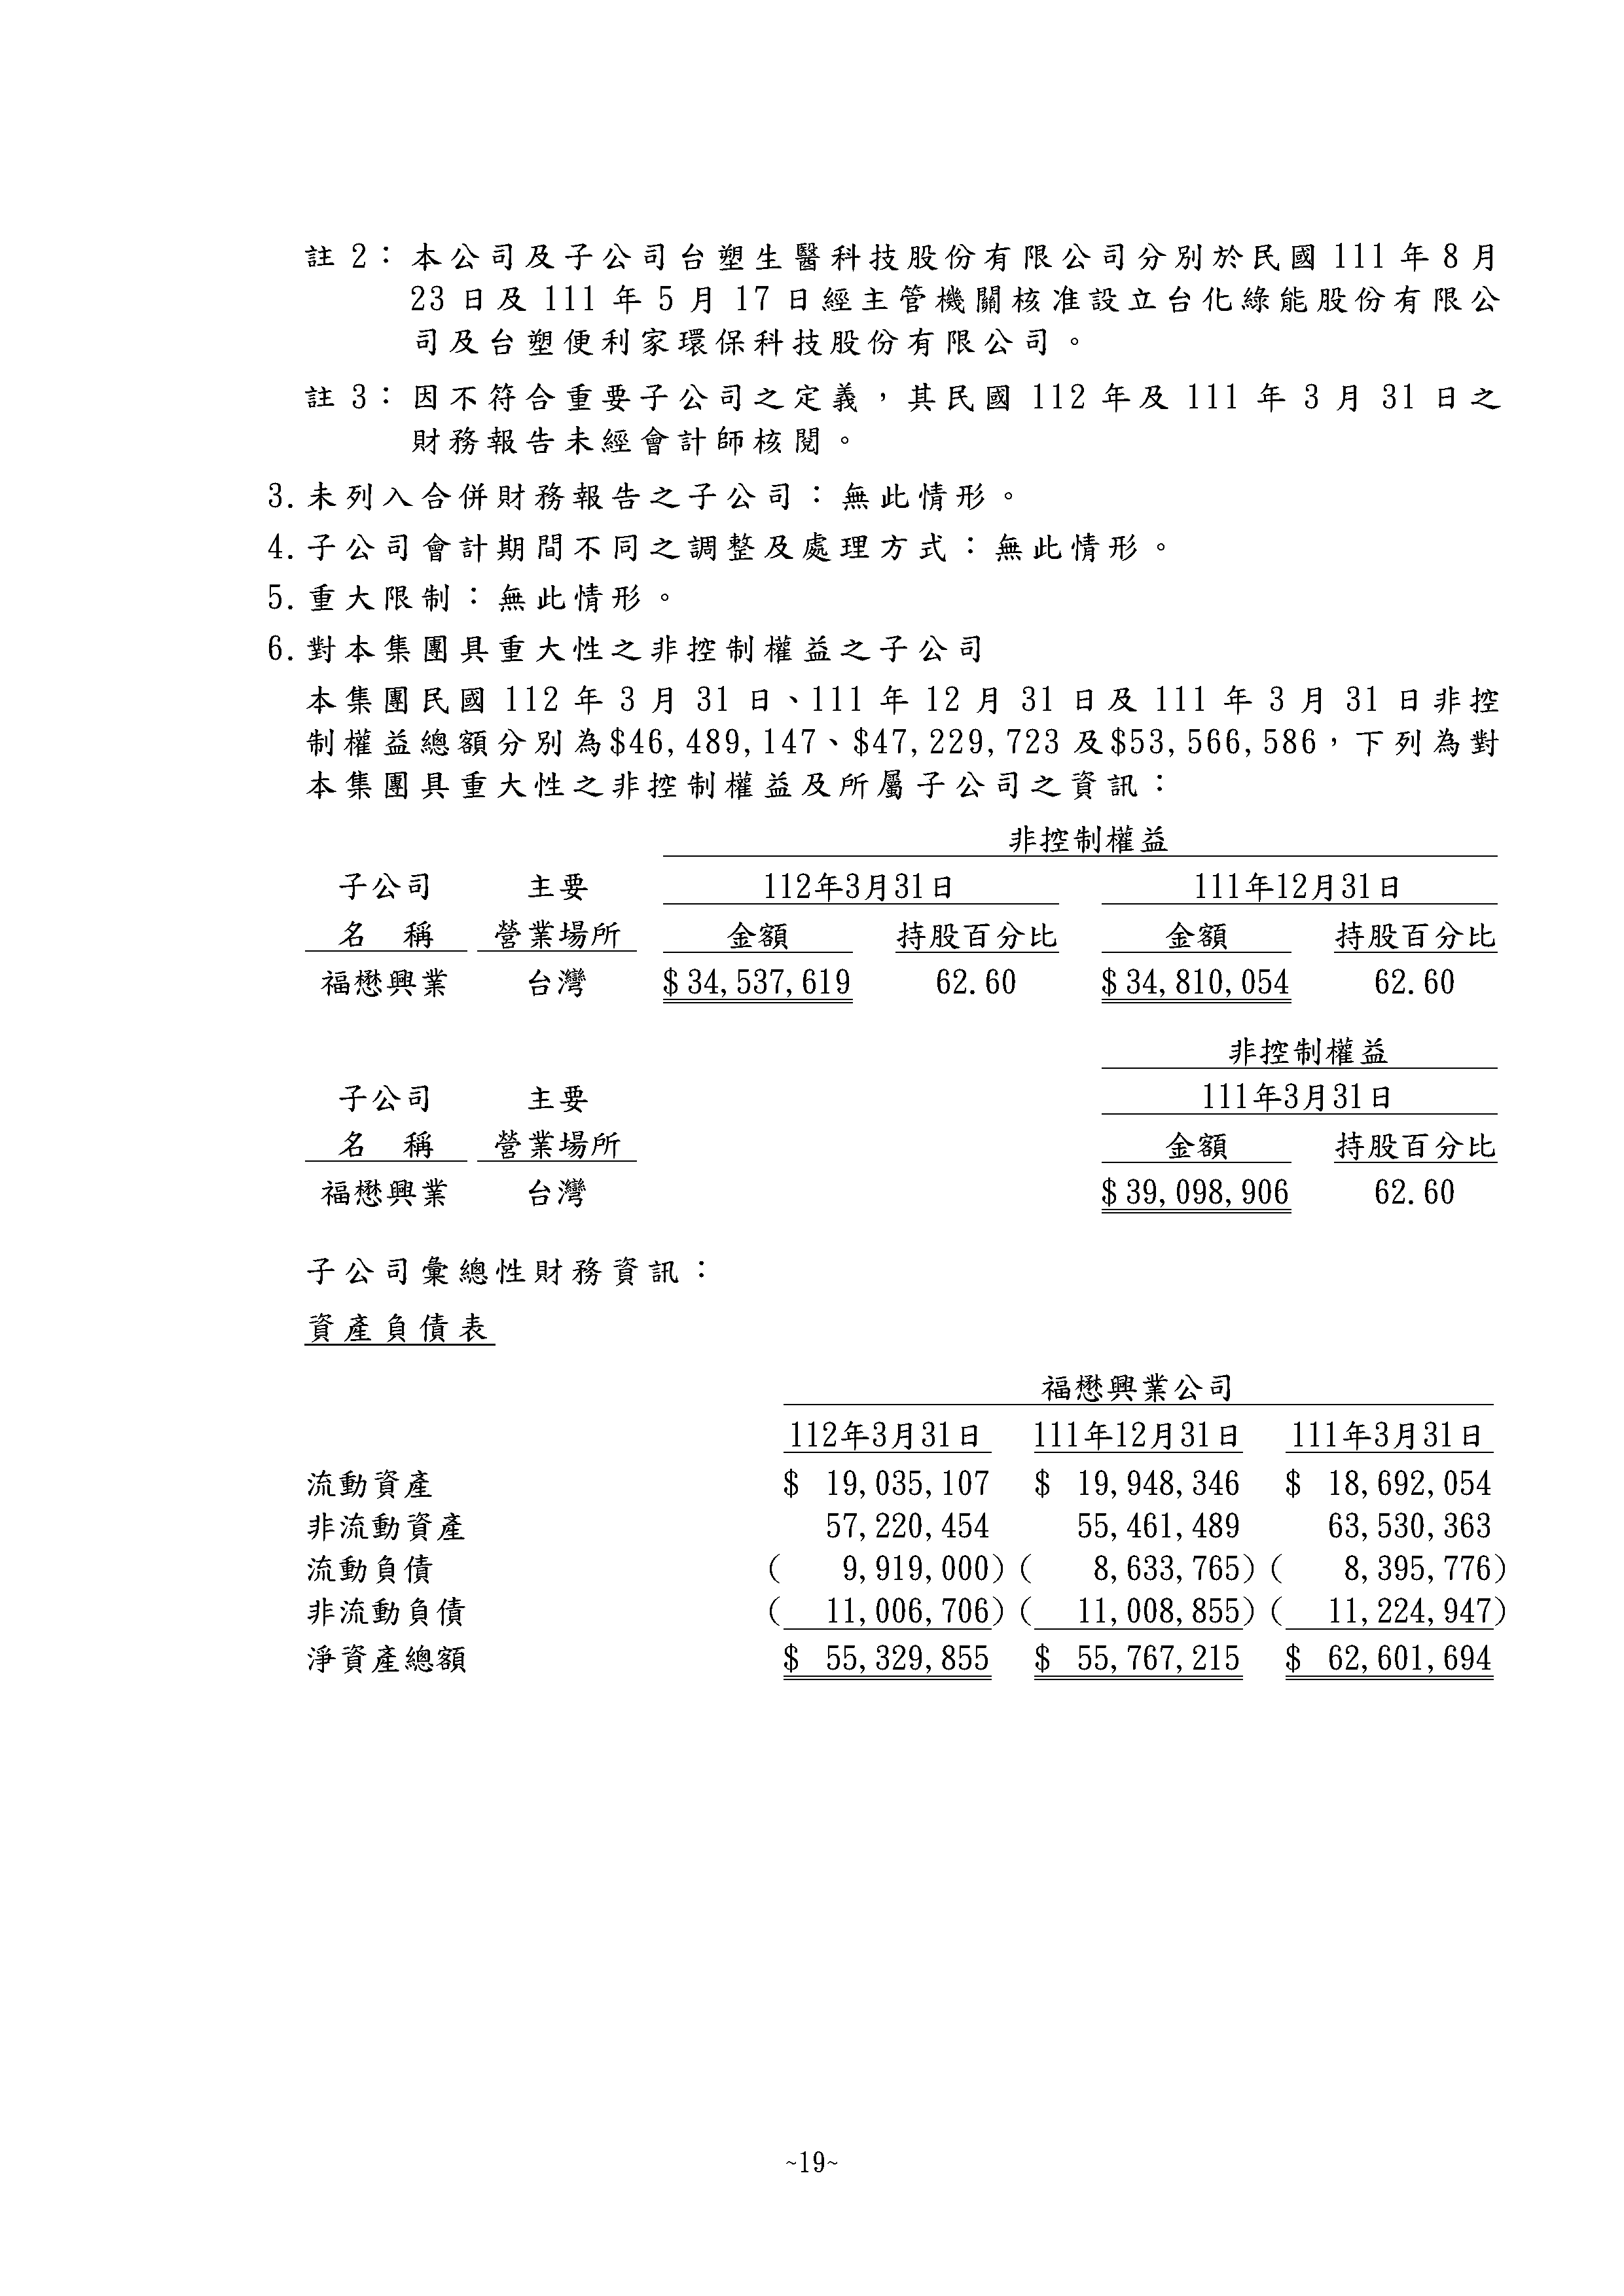 註 2：本公司及子公司台塑生醫科技股份有限公司分別於民國 111 年 8 月
23 日及 111 年 5 月 17 日經主管機關核准設立台化綠能股份有限公
司及台塑便利家環保科技股份有限公司。
註 3：因不符合重要子公司之定義，其民國 112 年及 111 年 3 月 31 日之
財務報告未經會計師核閱。
3.未列入合併財務報告之子公司：無此情形。
4.子公司會計期間不同之調整及處理方式：無此情形。
5.重大限制：無此情形。
6.對本集團具重大性之非控制權益之子公司
本集團民國 112 年 3 月 31 日、111 年 12 月 31 日及 111 年 3 月 31 日非控
制權益總額分別為$46,489,147、$47,229,723 及$53,566,586，下列為對
本集團具重大性之非控制權益及所屬子公司之資訊：
非控制權益
子公司 主要 112年3月31日 111年12月31日
名　稱 營業場所 金額 持股百分比 金額 持股百分比
福懋興業 台灣 $34,537,619 62.60 $34,810,054 62.60
非控制權益
子公司 主要 111年3月31日
名　稱 營業場所 金額 持股百分比
福懋興業 台灣 $39,098,906 62.60
子公司彙總性財務資訊：
資產負債表
福懋興業公司
112年3月31日 111年12月31日 111年3月31日
流動資產 $ 19,035,107 $ 19,948,346 $ 18,692,054
非流動資產 57,220,454 55,461,489 63,530,363
流動負債 ( 9,919,000) ( 8,633,765) ( 8,395,776)
非流動負債 ( 11,006,706) ( 11,008,855) ( 11,224,947)
淨資產總額 $ 55,329,855 $ 55,767,215 $ 62,601,694
~19~